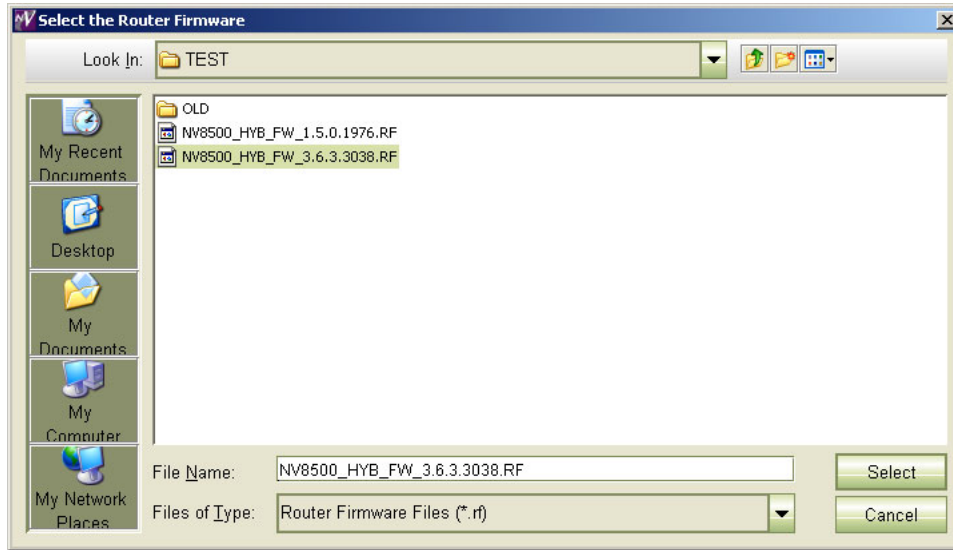 Select the Router Firmware
Look In: TEST
OLD
NV8500_HYB_FW_1.5.0.1976.RF
NV8500_HYB_FW_3.6.3.3038.RF
My Recent
Documents
Desktop
My
Documents
My
Computer
My Network
Places
File Name: NV8500_HYB_FW_3.6.3.3038.RF
Select
Files of Type: Router Firmware Files (*.rf)
Cancel